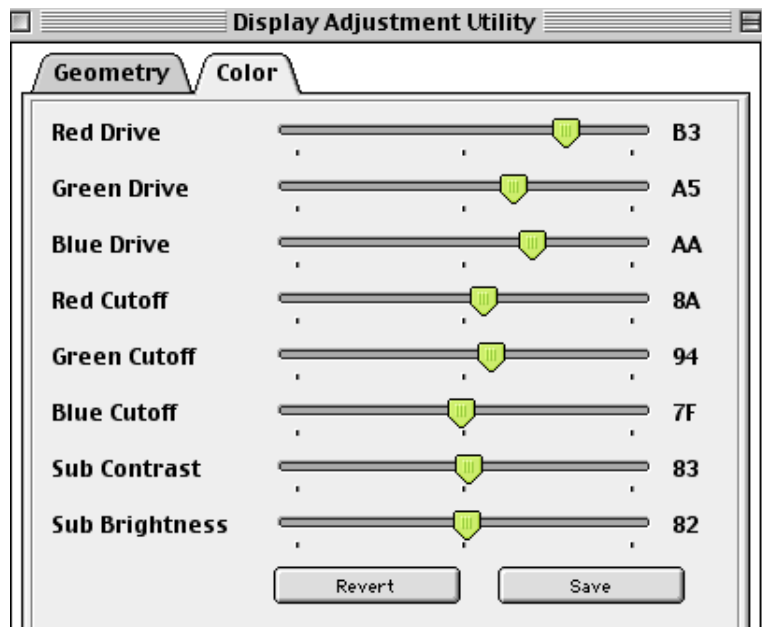 Display Adjustment Utility
Geometry Color
Red Drive B3
Green Drive A5
Blue Drive AA
Red Cutoff 8A
Green Cutoff 94
Blue Cutoff 7F
Sub Contrast 83
Sub Brightness 82
Revert Save